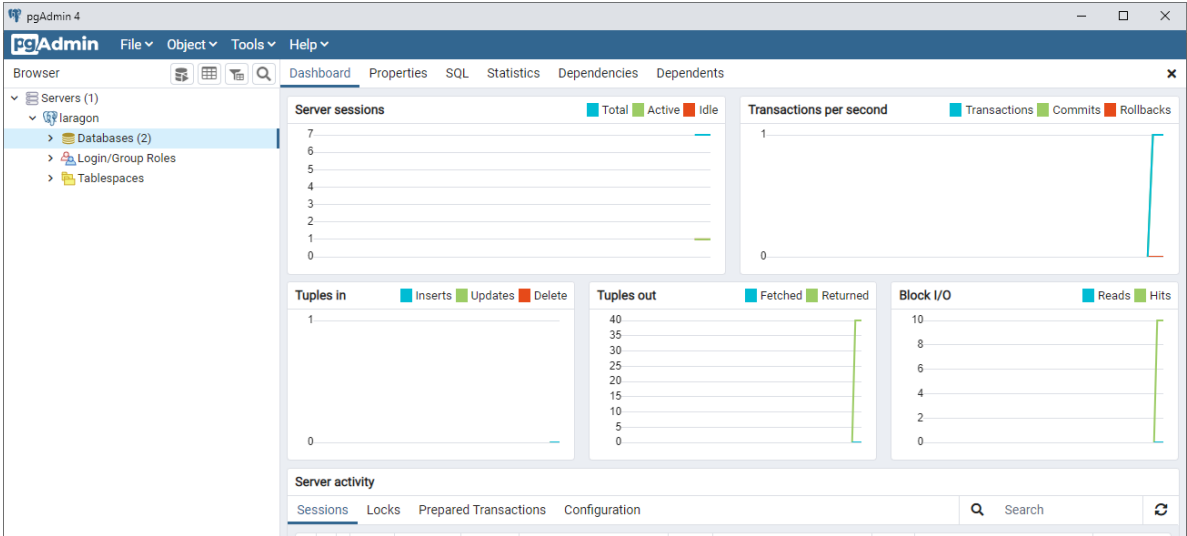 pgAdmin 4
pgAdmin File Object Tools Help
Browser Dashboard Properties SQL Statistics Dependencies Dependents
Servers (1)
laragon
Databases (2)
Login/Group Roles
Tablespaces
Server sessions Total Active Idle
7
6
5
4
3
2
1
0
Transactions per second Transactions Commits Rollbacks
1
0
Tuples in Inserts Updates Delete
1
0
Tuples out Fetched Returned
40
35
30
25
20
15
10
5
0
Block I/O Reads Hits
10
8
6
4
2
0
Server activity
Sessions Locks Prepared Transactions Configuration Search